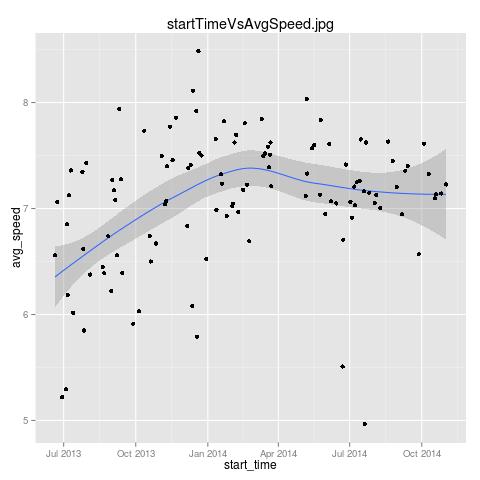 startTimeVsAvgSpeed.jpg
8
7
6
5
avg_speed
Jul 2013
Oct 2013
Jan 2014
Apr 2014
Jul 2014
Oct 2014
start_time